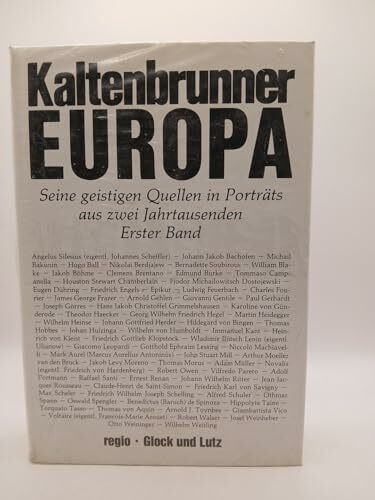 Kaltenbrunner
EUROPA
Seine geistigen Quellen in Porträts
aus zwei Jahrtausenden
Erster Band
Angelus Silesius (eigentl. Johannes Scheffler) – Johann Jakob Bachofen – Michail
Bakunin – Hugo Ball – Nikolai Berdiajew – Bernadette Soubirous – William Bla-
ke – Jakob Böhme – Clemens Brentano – Edmund Burke – Tommaso Campa-
nella – Houston Stewart Chamberlain – Fjodor Michailowitsch Dostojewski –
Eugen Dühring – Friedrich Engels – Epikur – Ludwig Feuerbach – Charles Fou-
rier – James George Frazer – Arnold Gehlen – Giovanni Gentile – Paul Gerhardt
– Joseph Görres – Hans Jakob Christoffel Grimmelshausen – Karoline von Gün-
derode – Theodor Haecker – Georg Wilhelm Friedrich Hegel – Martin Heidegger
– Wilhelm Heinse – Johann Gottfried Herder – Hildegard von Bingen – Thomas
Hobbes – Johan Huizinga – Wilhelm von Humboldt – Immanuel Kant – Hein-
rich von Kleist – Friedrich Gottlieb Klopstock – Wladimir Iljitsch Lenin (eigentl.
Uljanow) – Giacomo Leopardi – Gotthold Ephraim Lessing – Niccolò Machiavel-
li – Mark Aurel (Marcus Aurelius Antoninus) – John Stuart Mill – Arthur Moeller
van den Bruck – Jakob Levy Moreno – Thomas Morus – Adam Müller – Novalis
(eigentl. Friedrich von Hardenberg) – Robert Owen – Vilfredo Pareto – Adolf
Portmann – Raffael Santi – Ernest Renan – Johann Wilhelm Ritter – Jean-Jac-
ques Rousseau – Claude-Henri de Saint-Simon – Friedrich Karl von Savigny –
Max Scheler – Friedrich Wilhelm Joseph Schelling – Alfred Schuler – Othmar
Spann – Oswald Spengler – Benedictus (Baruch) de Spinoza – Hippolyte Taine –
Torquato Tasso – Thomas von Aquin – Arnold J. Toynbee – Giambattista Vico
– Voltaire (eigentl. François-Marie Arouet) – Robert Walser – Josef Weinheber –
Otto Weininger – Wilhelm Weitling
regio · Glock und Lutz